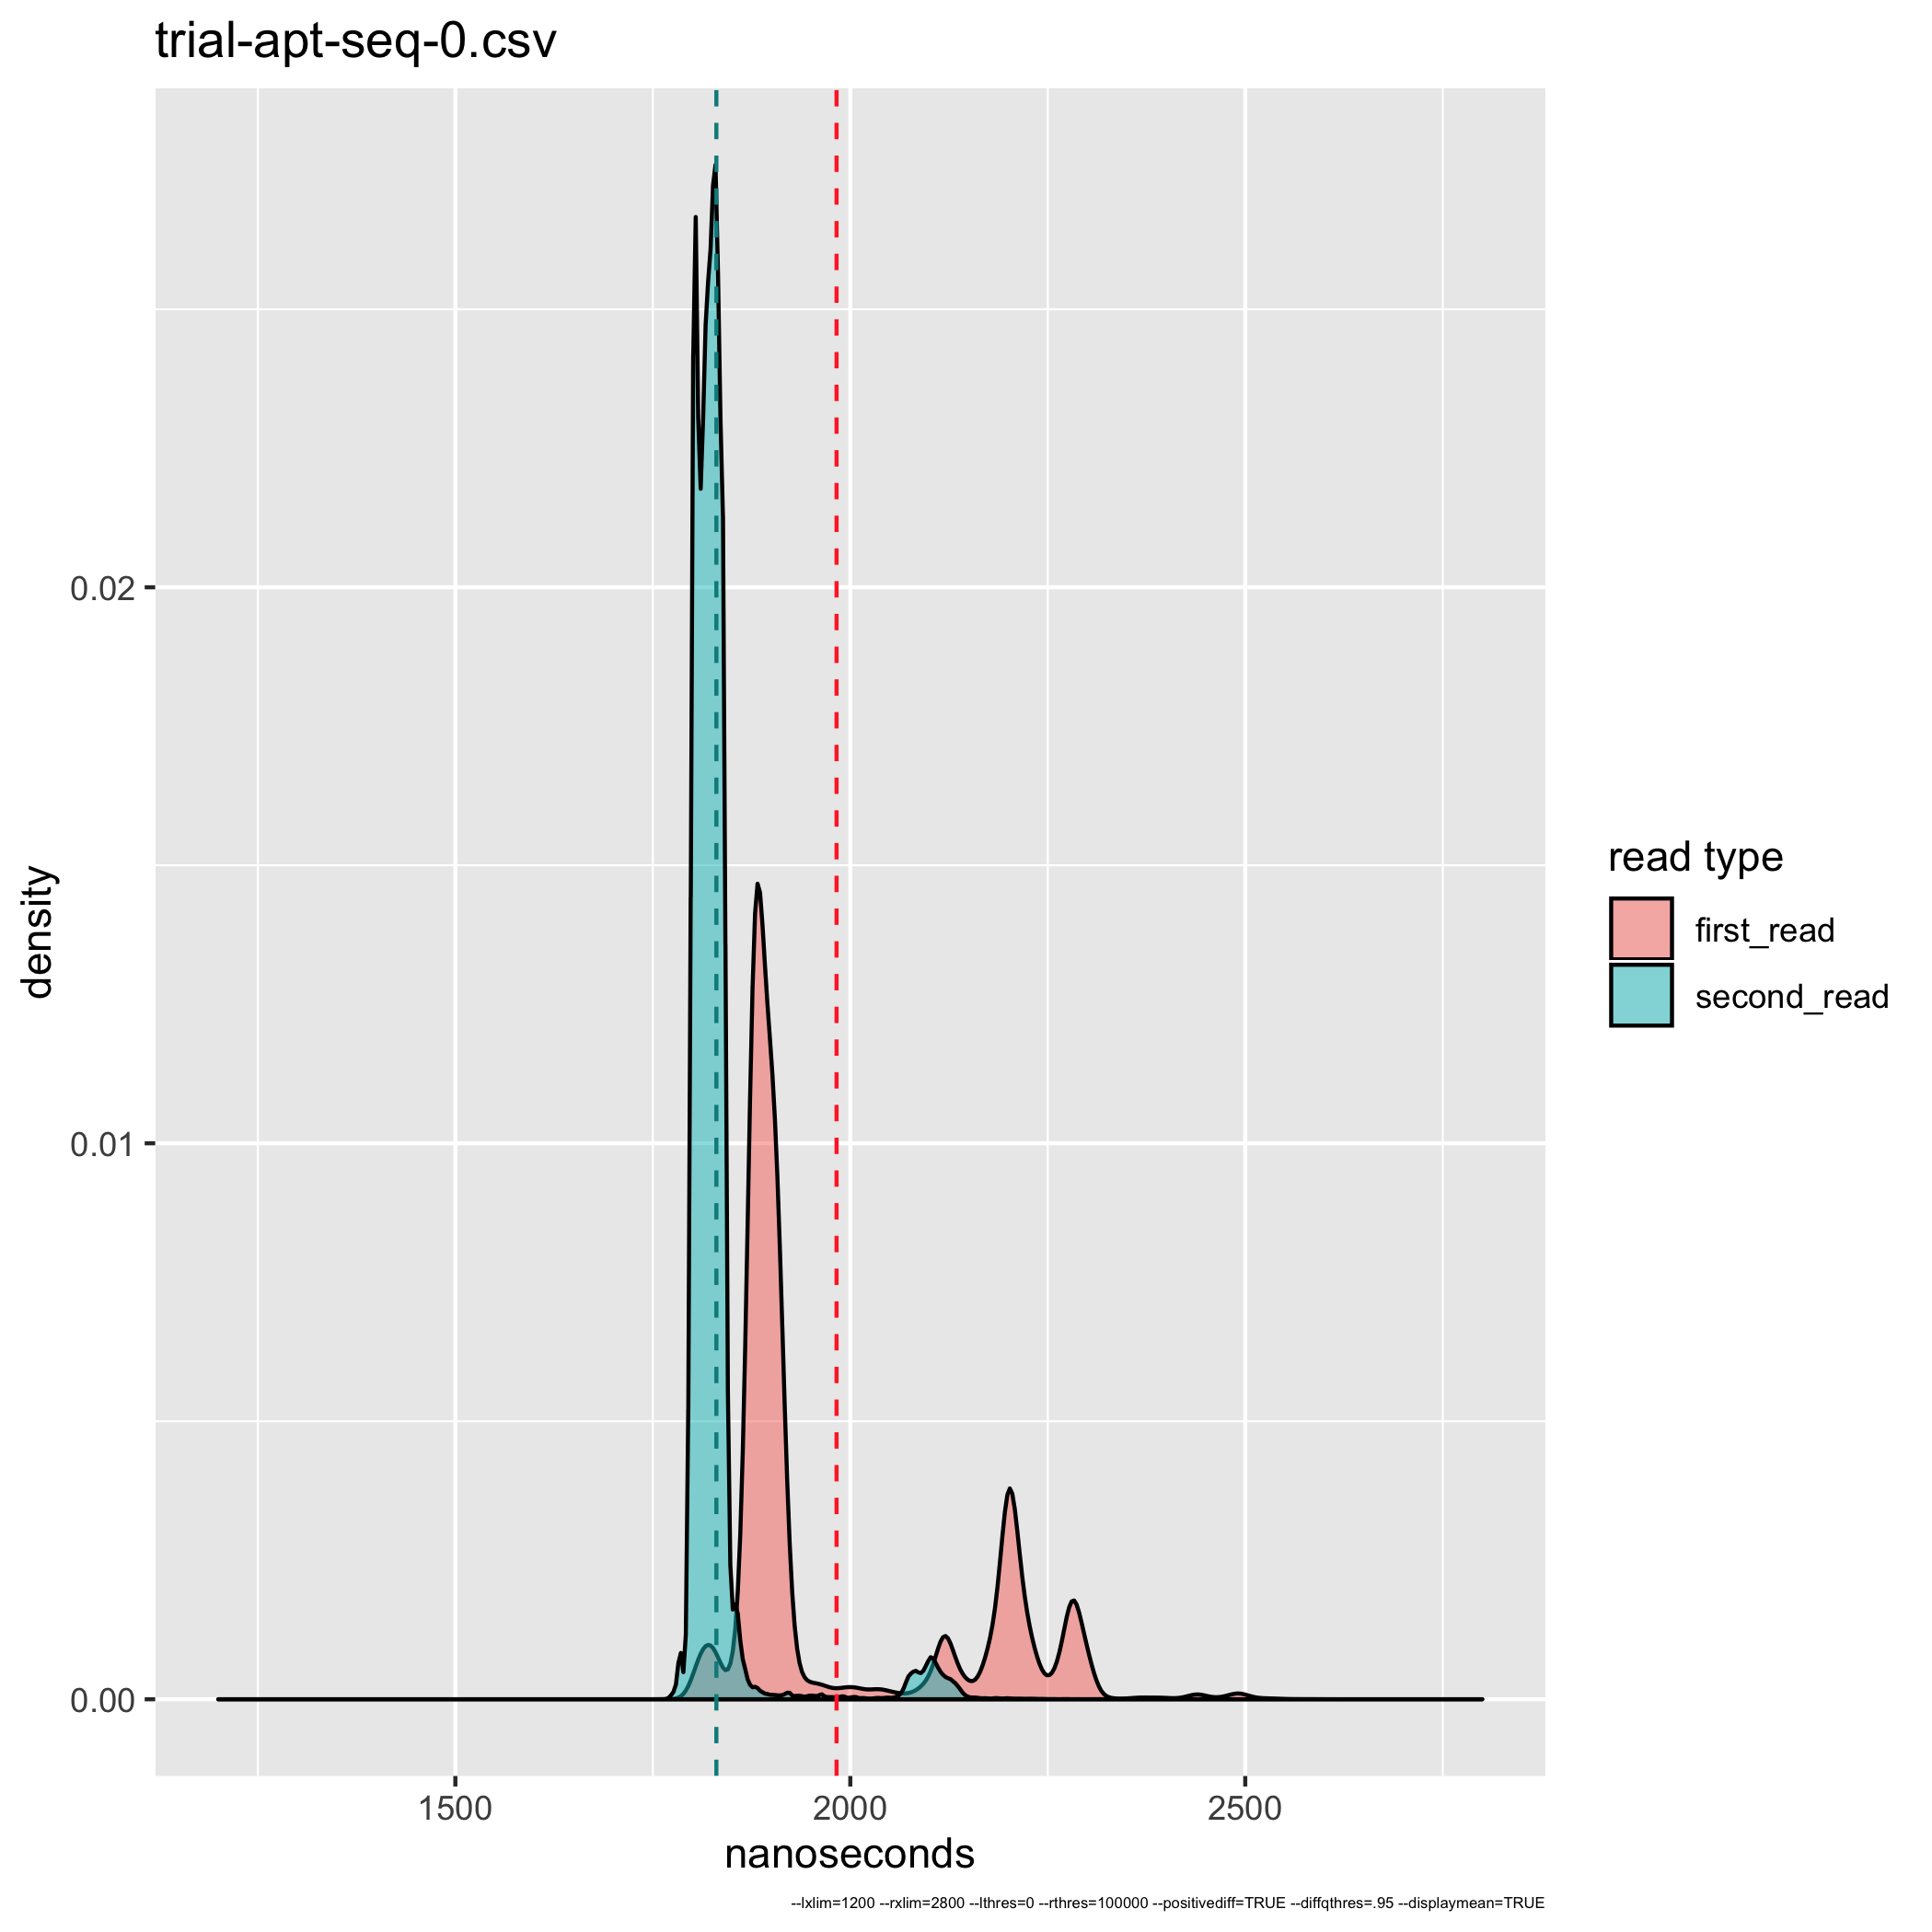 trial-apt-seq-0.csv
density
0.02
0.01
0.00
1500 2000 2500
nanoseconds
read type
first_read
second_read
--lxlim=1200 --rxlim=2800 --lthres=0 --rthres=100000 --positivediff=TRUE --diffqthres=.95 --displaymean=TRUE